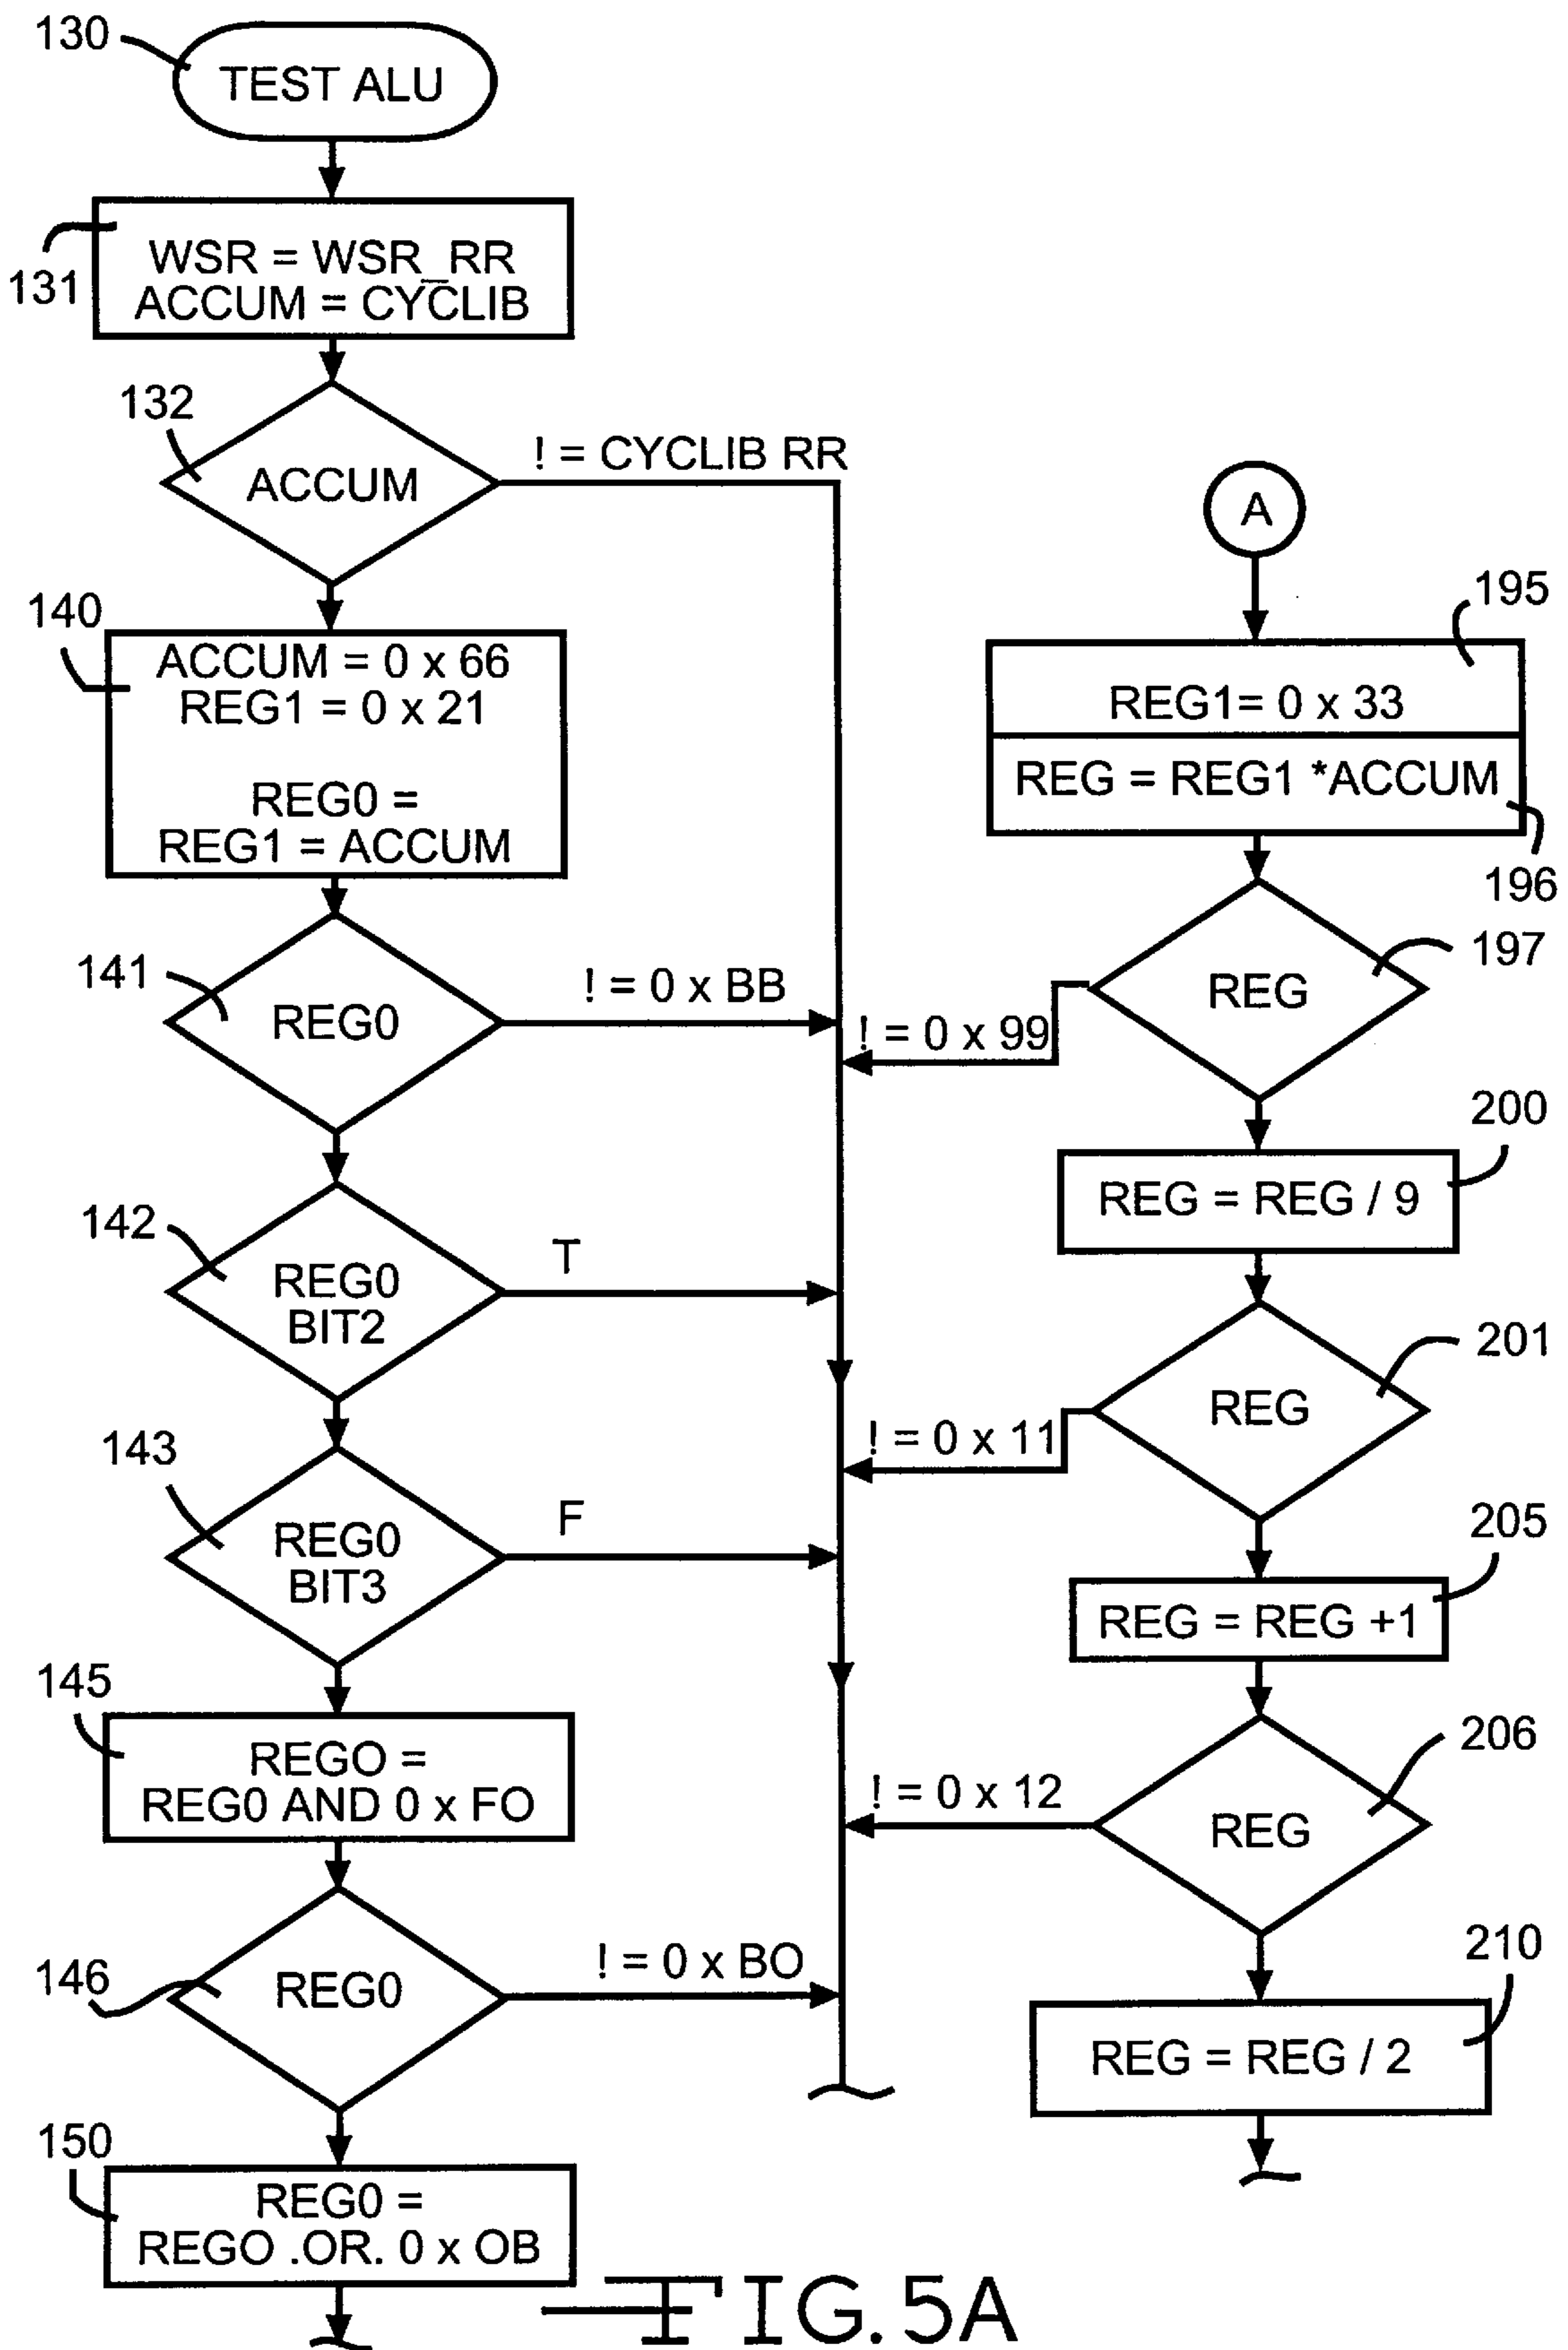 130
TEST ALU
131
WSR = WSR_RR
ACCUM = CYCLIB
132
ACCUM
! = CYCLIB RR
140
ACCUM = 0 x 66
REG1 = 0 x 21
REG0 =
REG1 = ACCUM
141
REG0
! = 0 x BB
142
REG0
BIT2
T
143
REG0
BIT3
F
145
REGO =
REG0 AND 0 x FO
146
REG0
! = 0 x BO
150
REG0 =
REGO .OR. 0 x OB
A
195
REG1= 0 x 33
REG = REG1 *ACCUM
196
197
REG
! = 0 x 99
200
REG = REG / 9
201
REG
! = 0 x 11
205
REG = REG +1
206
REG
! = 0 x 12
210
REG = REG / 2
FIG. 5A